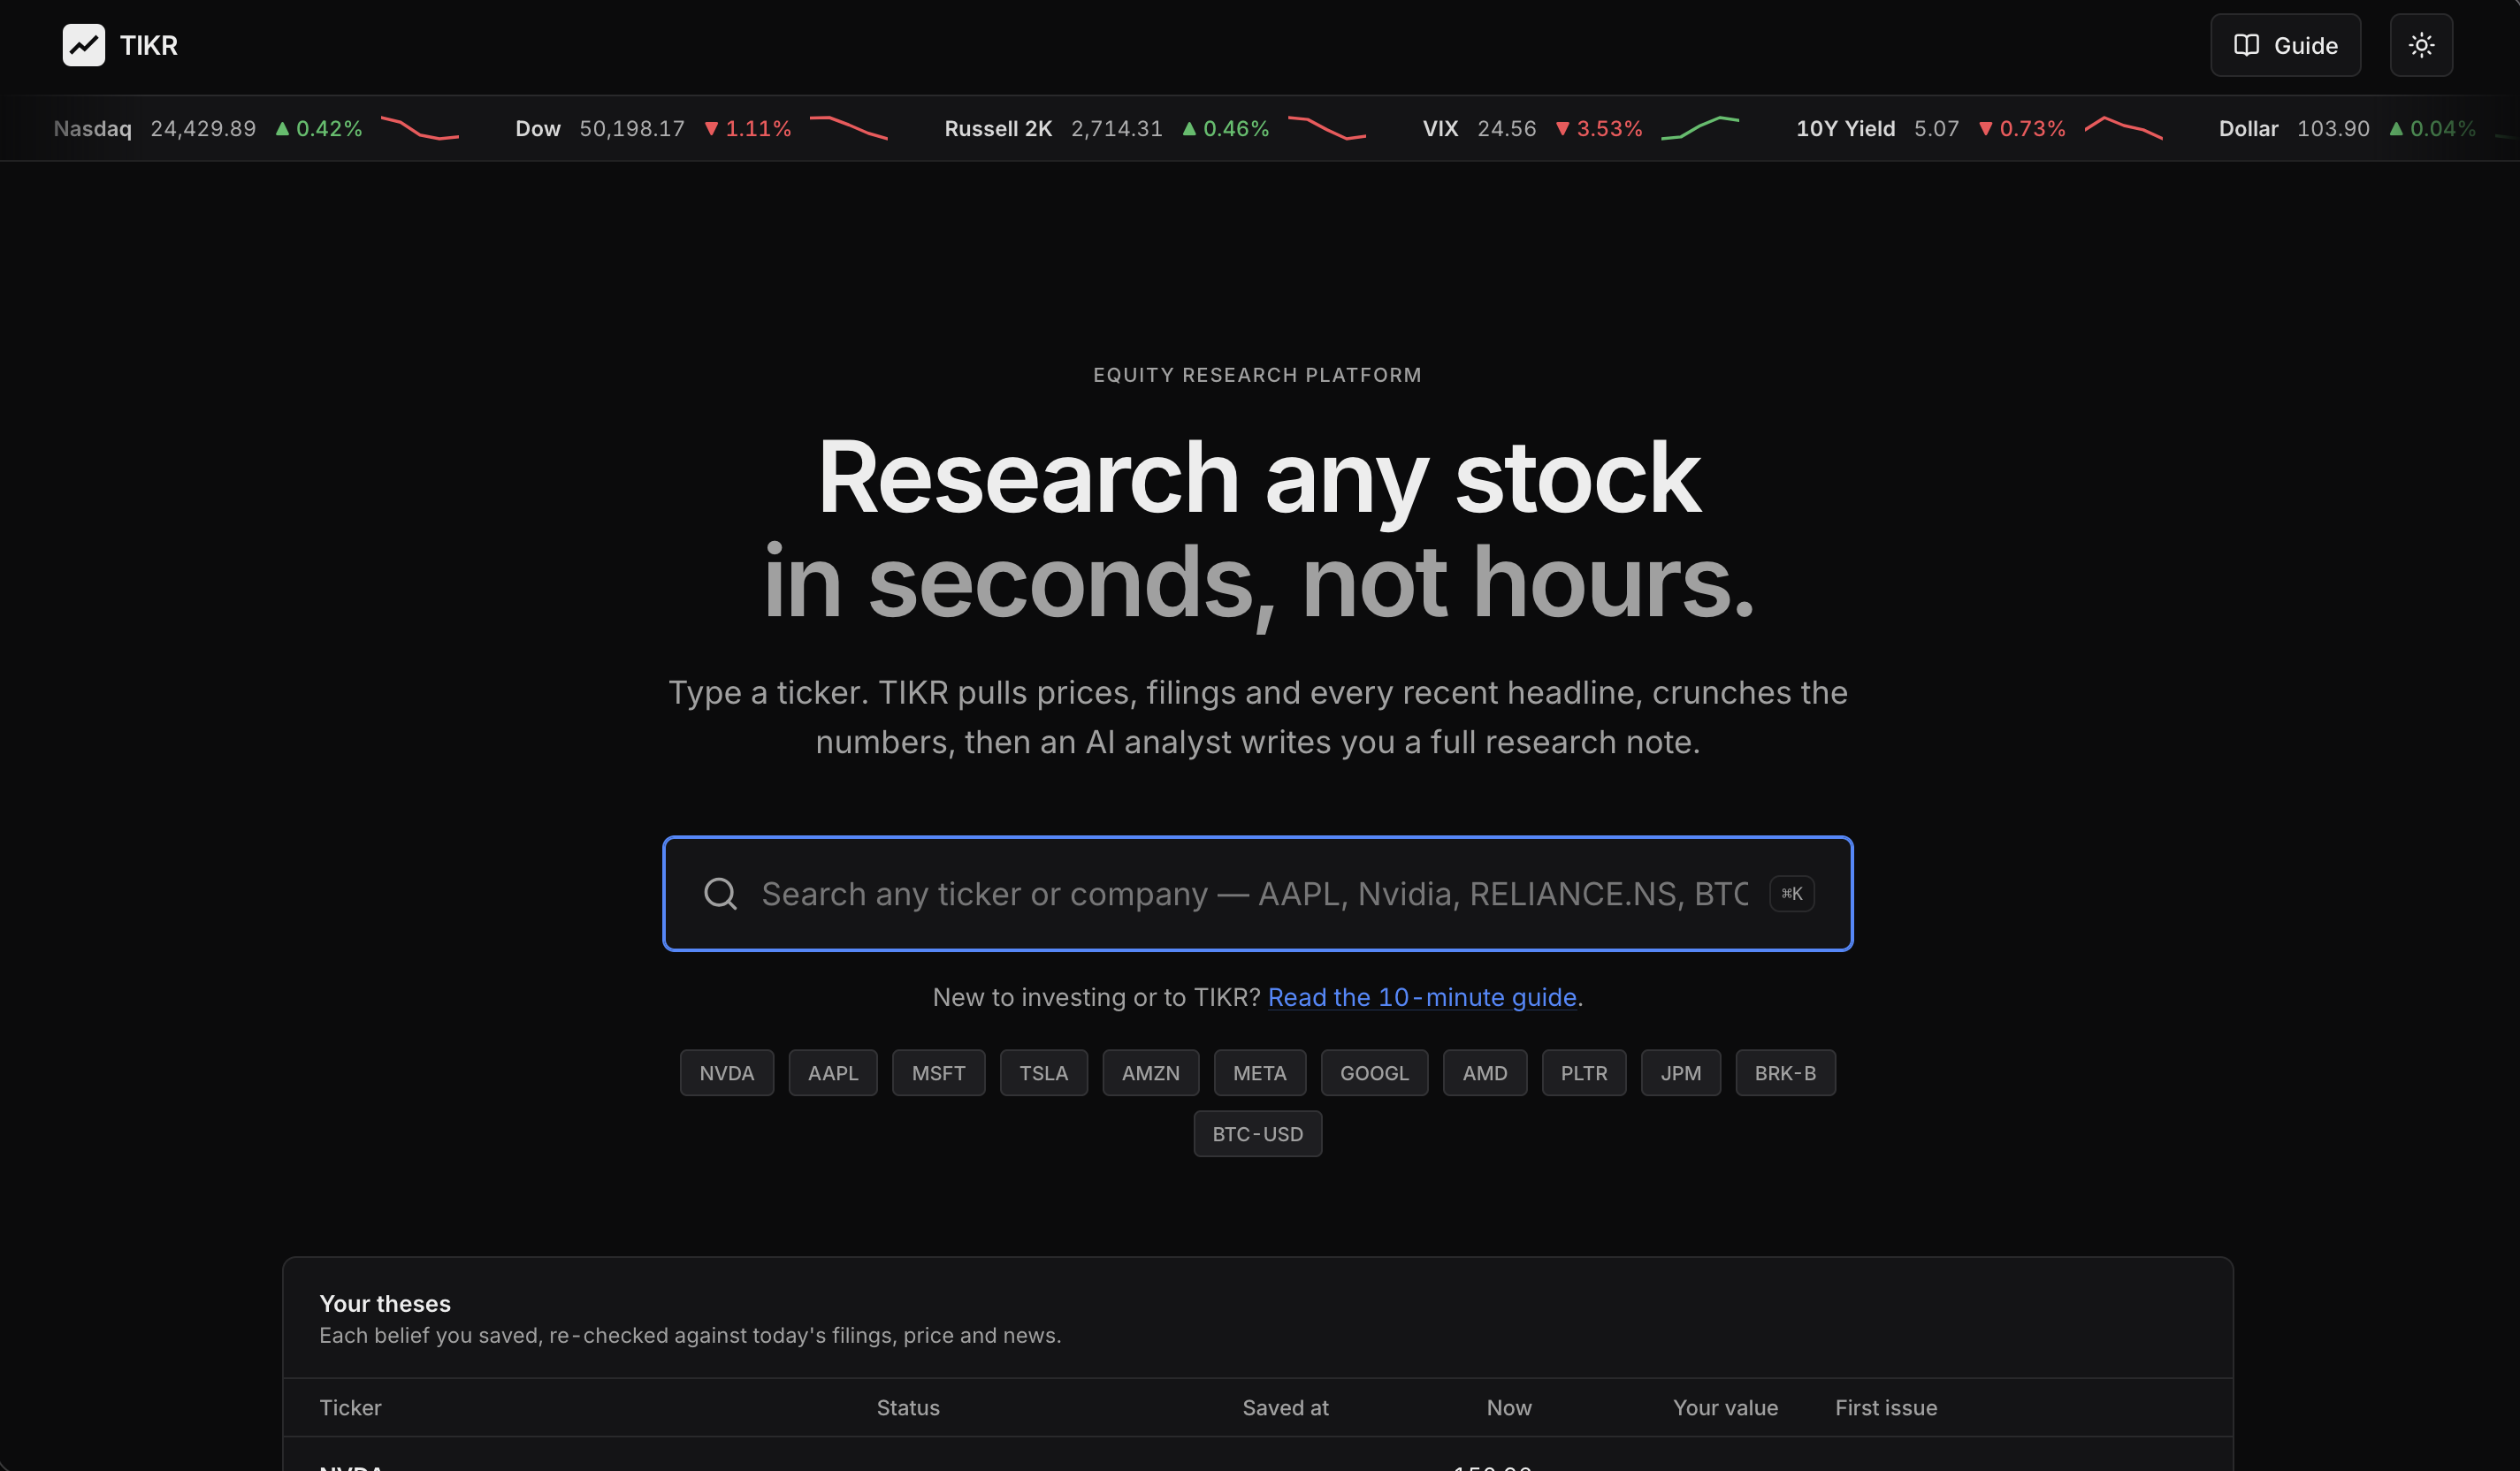 TIKR
Guide
Nasdaq 24,429.89 ▲ 0.42% Dow 50,198.17 ▼ 1.11% Russell 2K 2,714.31 ▲ 0.46% VIX 24.56 ▼ 3.53% 10Y Yield 5.07 ▼ 0.73% Dollar 103.90 ▲ 0.04%
EQUITY RESEARCH PLATFORM
Research any stock
in seconds, not hours.
Type a ticker. TIKR pulls prices, filings and every recent headline, crunches the
numbers, then an AI analyst writes you a full research note.
Search any ticker or company — AAPL, Nvidia, RELIANCE.NS, BTC ⌘K
New to investing or to TIKR? Read the 10-minute guide.
NVDA AAPL MSFT TSLA AMZN META GOOGL AMD PLTR JPM BRK-B
BTC-USD
Your theses
Each belief you saved, re-checked against today's filings, price and news.
Ticker Status Saved at Now Your value First issue
NVDA